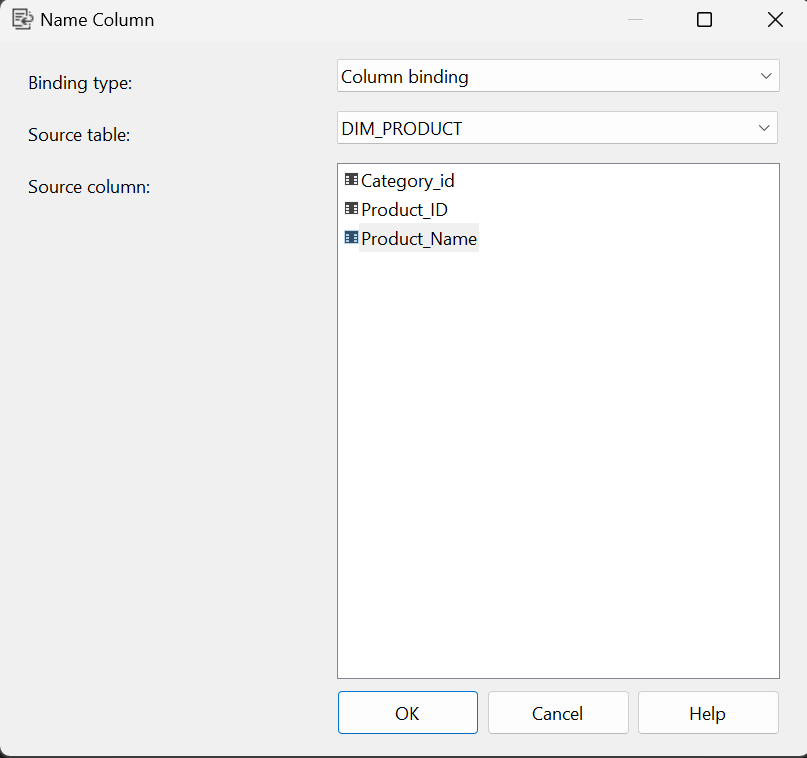 Name Column
Binding type:
Column binding
Source table:
DIM_PRODUCT
Source column:
Category_id
Product_ID
Product_Name
OK
Cancel
Help